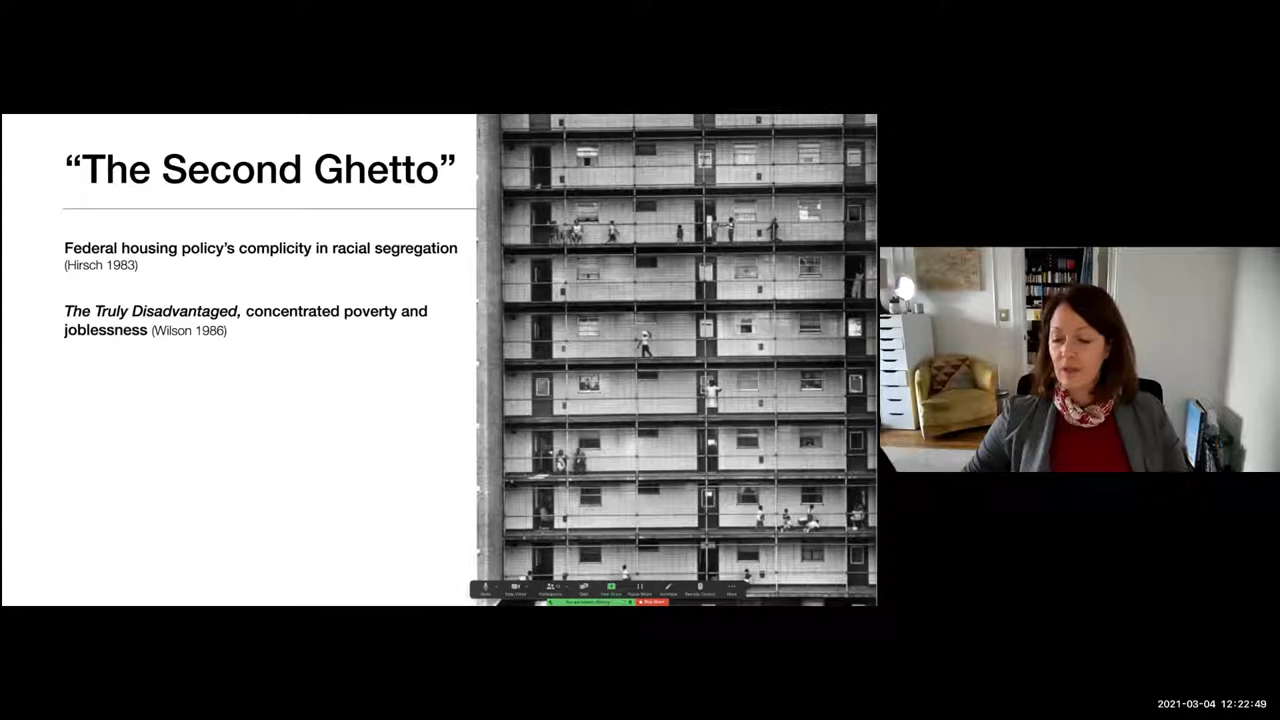 “The Second Ghetto”
Federal housing policy’s complicity in racial segregation
(Hirsch 1983)
The Truly Disadvantaged, concentrated poverty and
joblessness (Wilson 1986)
2021-03-04 12:22:49